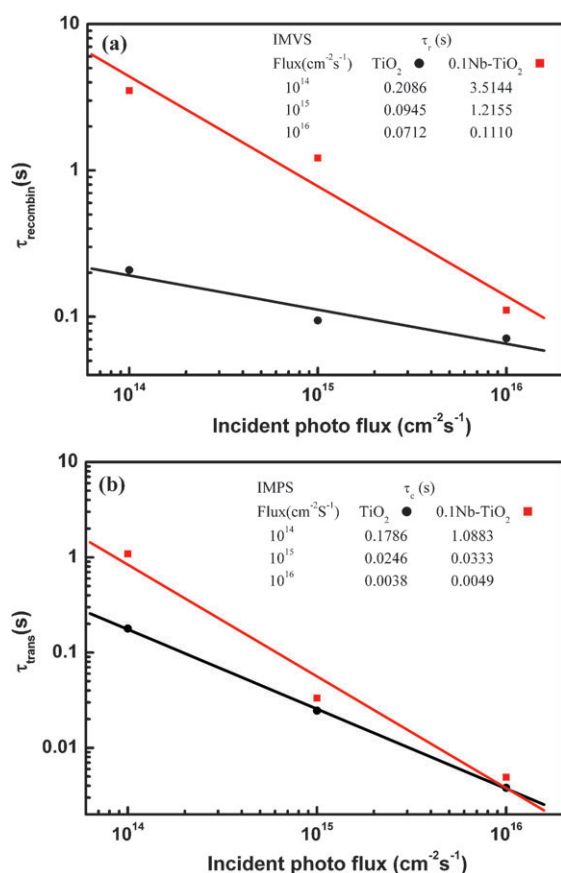 (a)
IMVS τr (s)
Flux(cm⁻²s⁻¹) TiO₂ 0.1Nb-TiO₂
10¹⁴ 0.2086 3.5144
10¹⁵ 0.0945 1.2155
10¹⁶ 0.0712 0.1110
10
1
0.1
τrecombin(s)
10¹⁴ 10¹⁵ 10¹⁶
Incident photo flux (cm⁻²s⁻¹)
(b)
IMPS τc (s)
Flux(cm⁻²S⁻¹) TiO₂ 0.1Nb-TiO₂
10¹⁴ 0.1786 1.0883
10¹⁵ 0.0246 0.0333
10¹⁶ 0.0038 0.0049
10
1
0.1
0.01
τtrans(s)
10¹⁴ 10¹⁵ 10¹⁶
Incident photo flux (cm⁻²s⁻¹)